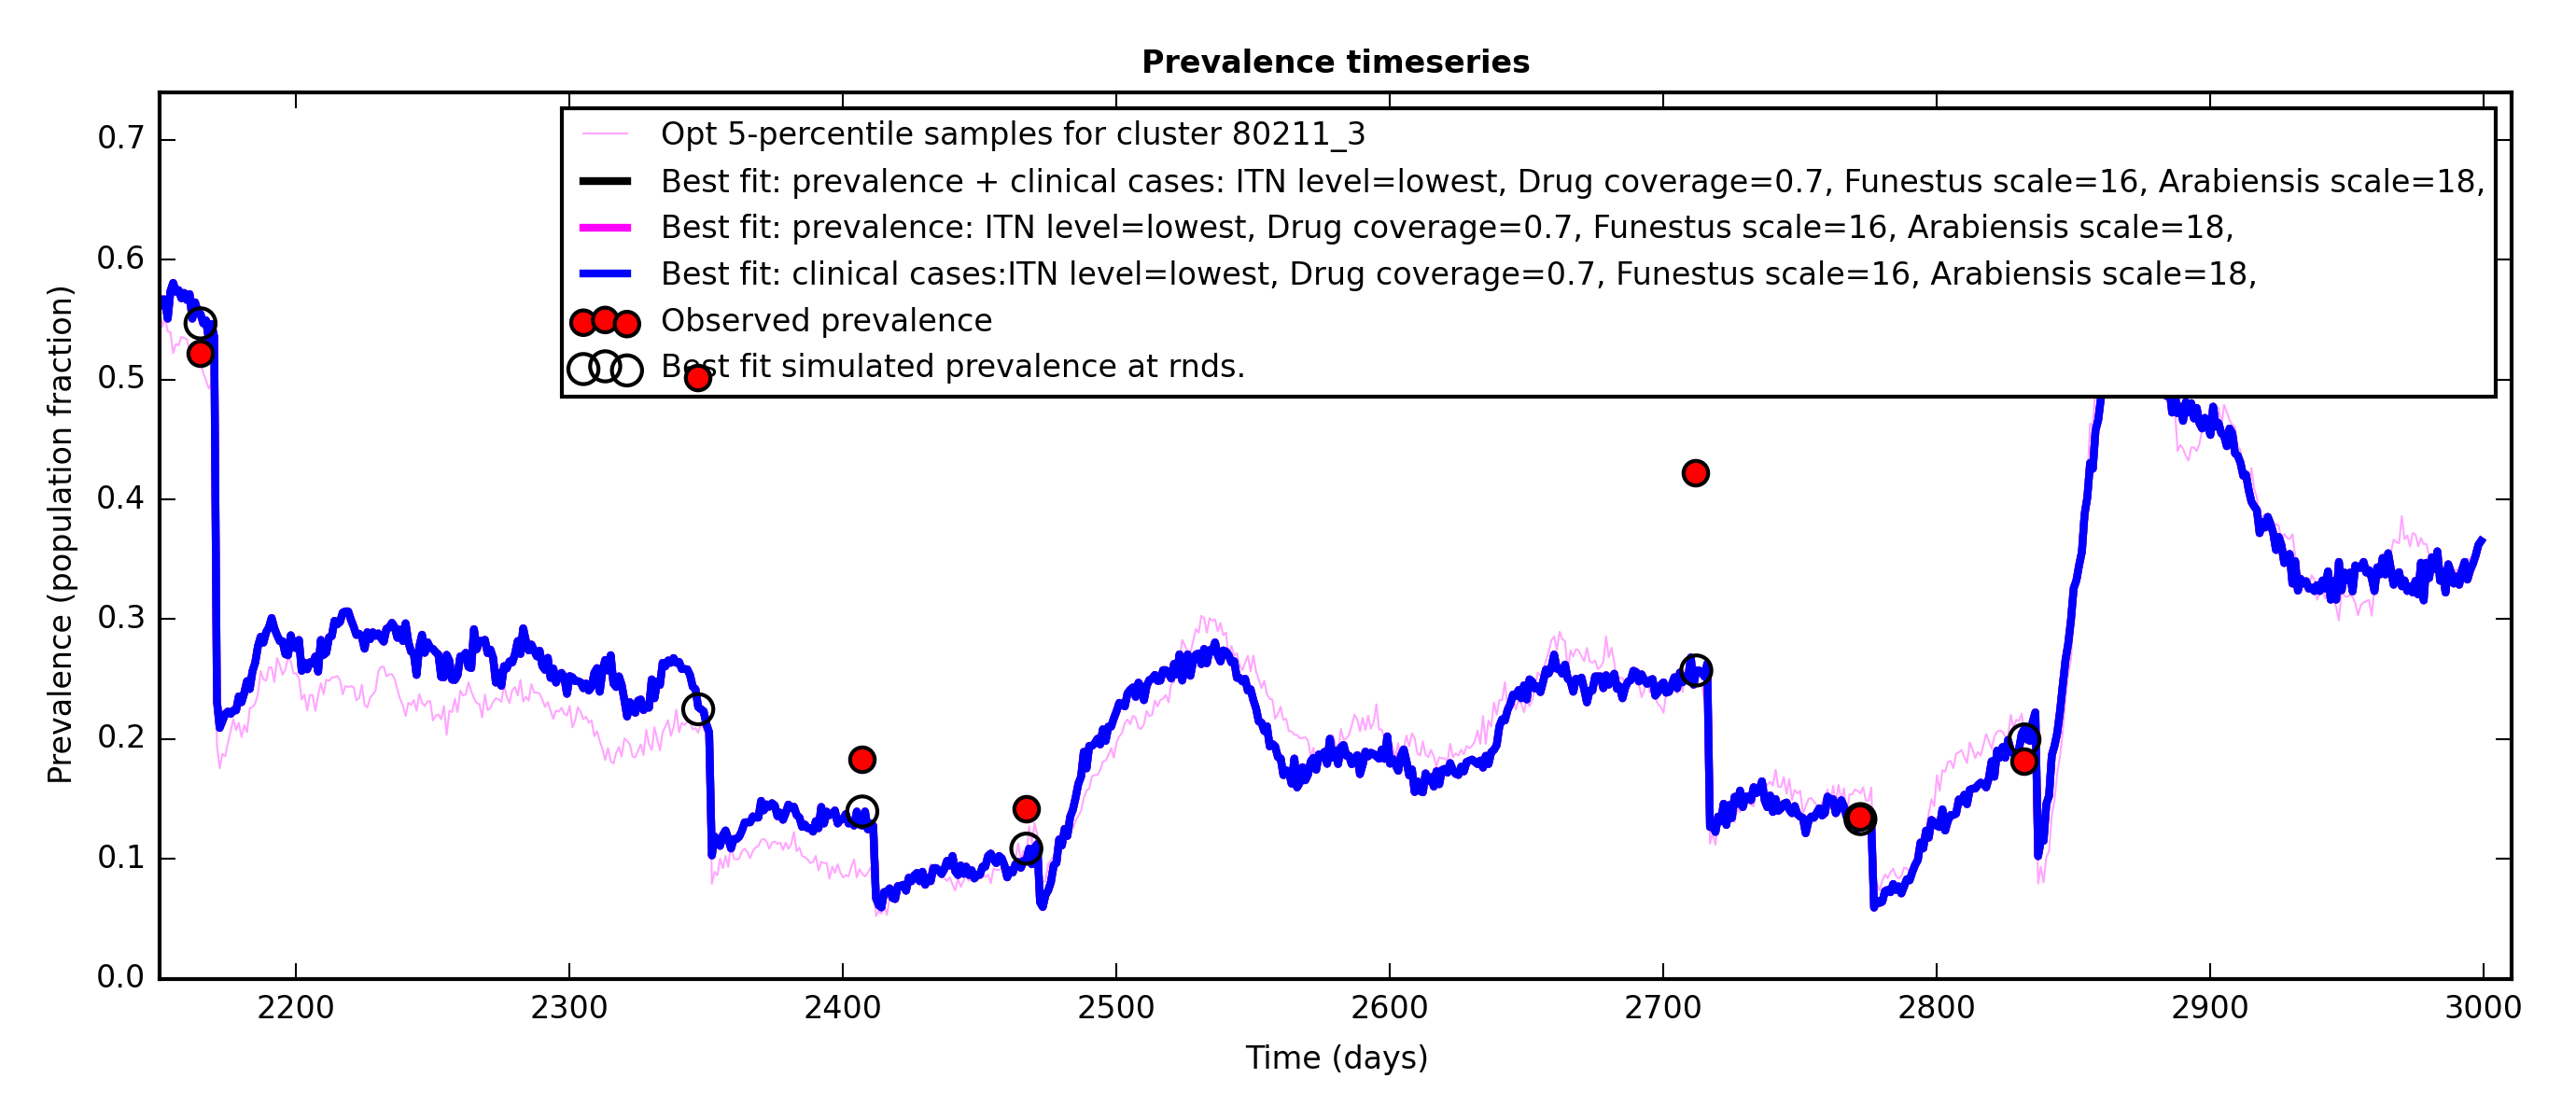 Prevalence timeseries
Opt 5-percentile samples for cluster 80211_3
Best fit: prevalence + clinical cases: ITN level=lowest, Drug coverage=0.7, Funestus scale=16, Arabiensis scale=18,
Best fit: prevalence: ITN level=lowest, Drug coverage=0.7, Funestus scale=16, Arabiensis scale=18,
Best fit: clinical cases:ITN level=lowest, Drug coverage=0.7, Funestus scale=16, Arabiensis scale=18,
Observed prevalence
Best fit simulated prevalence at rnds.
Prevalence (population fraction)
0.7
0.6
0.5
0.4
0.3
0.2
0.1
0.0
2200 2300 2400 2500 2600 2700 2800 2900 3000
Time (days)